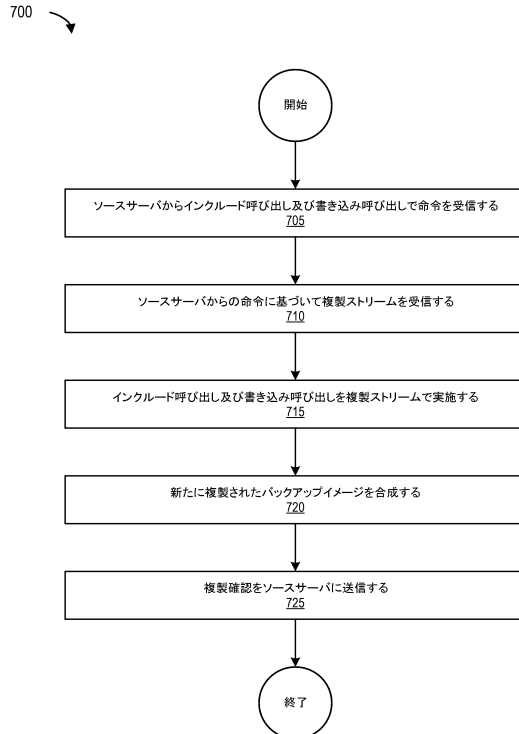 700
開始
ソースサーバからインクルード呼び出し及び書き込み呼び出しで命令を受信する
705
ソースサーバからの命令に基づいて複製ストリームを受信する
710
インクルード呼び出し及び書き込み呼び出しを複製ストリームで実施する
715
新たに複製されたバックアップイメージを合成する
720
複製確認をソースサーバに送信する
725
終了